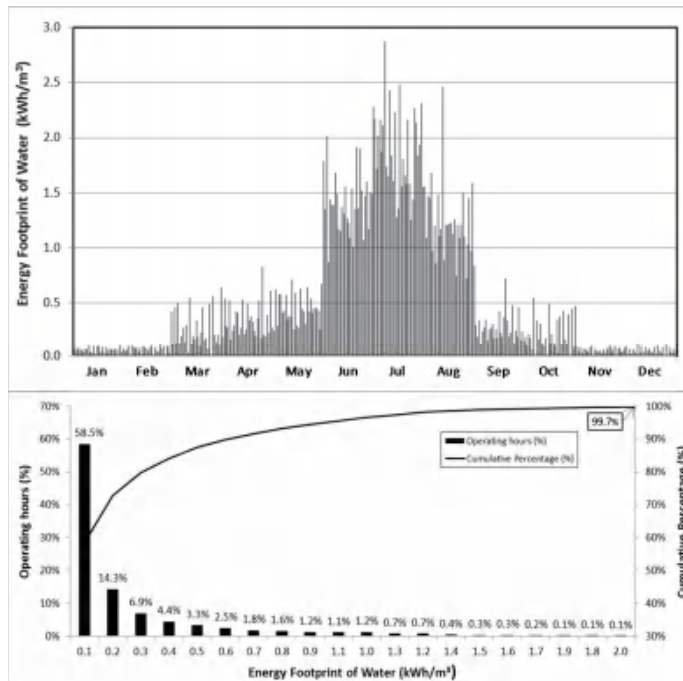 Energy Footprint of Water (kWh/m³)
3.0
2.5
2.0
1.5
1.0
0.5
0.0
Jan Feb Mar Apr May Jun Jul Aug Sep Oct Nov Dec
Operating hours (%)
70%
60%
50%
40%
30%
20%
10%
0%
58.5% 14.3% 6.9% 4.4% 3.3% 2.5% 1.8% 1.6% 1.2% 1.1% 1.2% 0.7% 0.7% 0.4% 0.3% 0.3% 0.2% 0.1% 0.1% 0.1%
Operating hours (%)
Cumulative Percentage (%)
99.7%
100%
90%
80%
70%
60%
50%
40%
30%
Cumulative Percentage (%)
0.1 0.2 0.3 0.4 0.5 0.6 0.7 0.8 0.9 1.0 1.1 1.2 1.3 1.4 1.5 1.6 1.7 1.9 1.8 2.0
Energy Footprint of Water (kWh/m³)